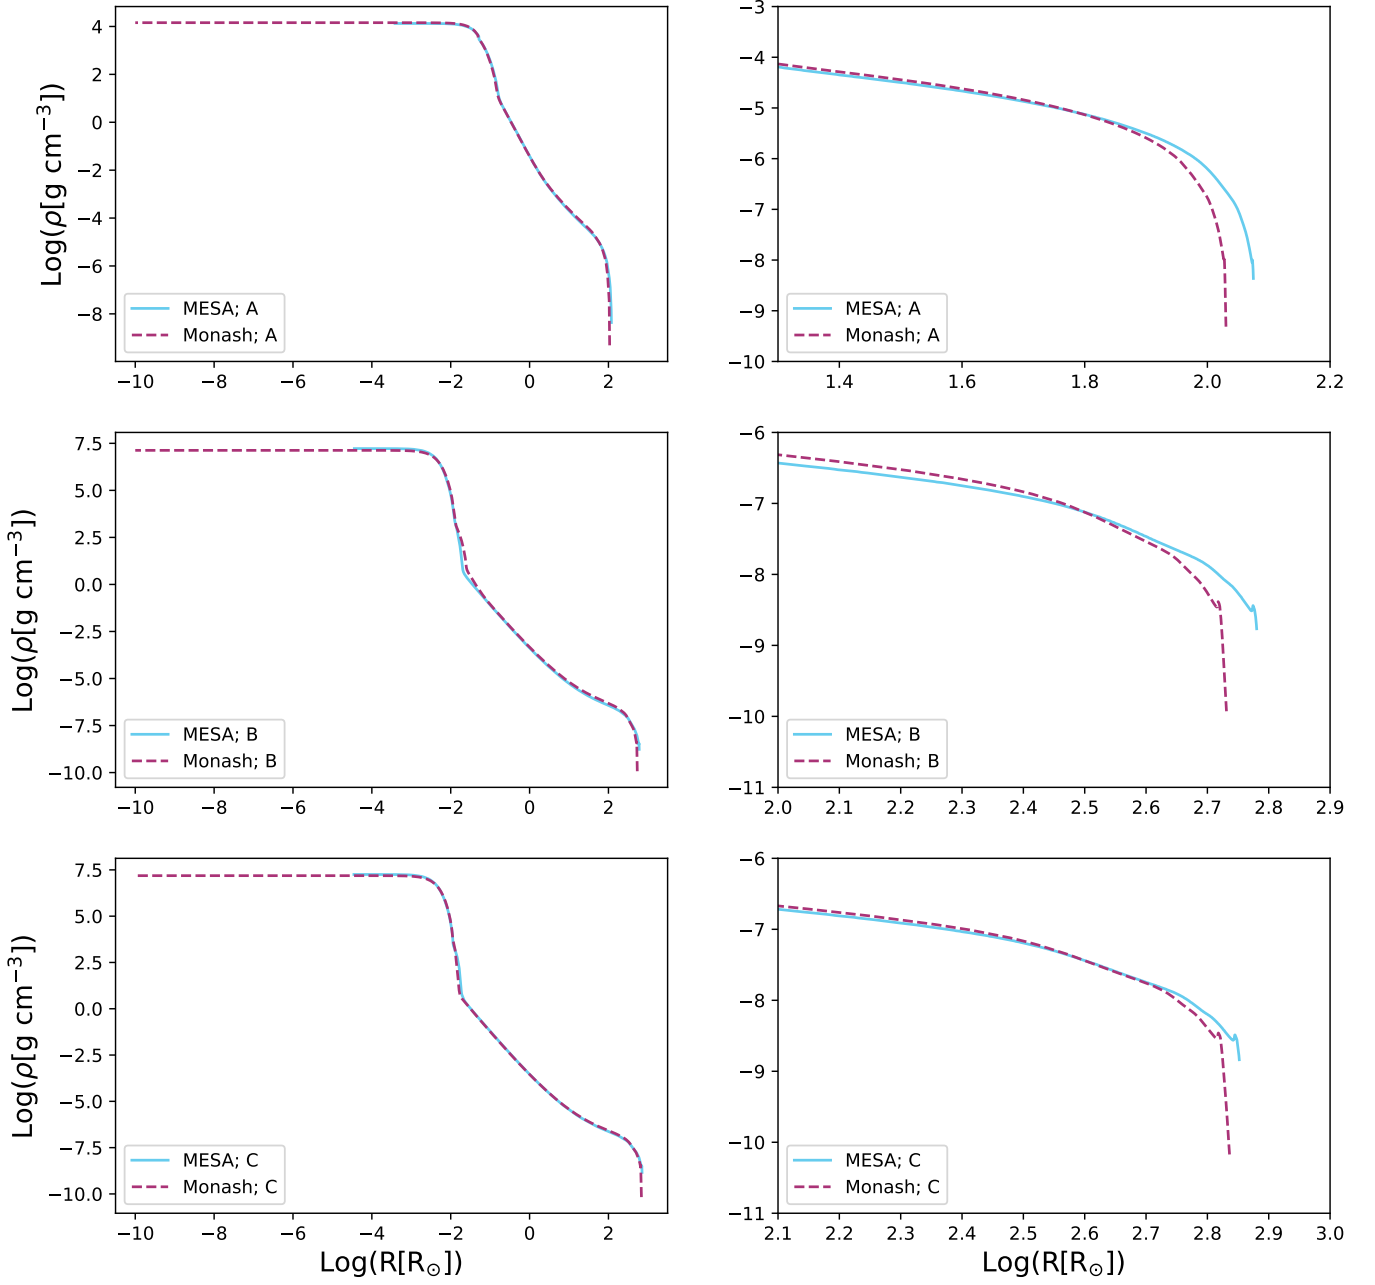 Log(ρ[g cm⁻³])
4
2
0
−2
−4
−6
−8
MESA; A
Monash; A
−10 −8 −6 −4 −2 0 2
−3
−4
−5
−6
−7
−8
−9
−10
MESA; A
Monash; A
1.4 1.6 1.8 2.0 2.2
Log(ρ[g cm⁻³])
7.5
5.0
2.5
0.0
−2.5
−5.0
−7.5
−10.0
MESA; B
Monash; B
−10 −8 −6 −4 −2 0 2
−6
−7
−8
−9
−10
−11
MESA; B
Monash; B
2.0 2.1 2.2 2.3 2.4 2.5 2.6 2.7 2.8 2.9
Log(ρ[g cm⁻³])
7.5
5.0
2.5
0.0
−2.5
−5.0
−7.5
−10.0
MESA; C
Monash; C
−10 −8 −6 −4 −2 0 2
Log(R[R⊙])
−6
−7
−8
−9
−10
−11
MESA; C
Monash; C
2.1 2.2 2.3 2.4 2.5 2.6 2.7 2.8 2.9 3.0
Log(R[R⊙])